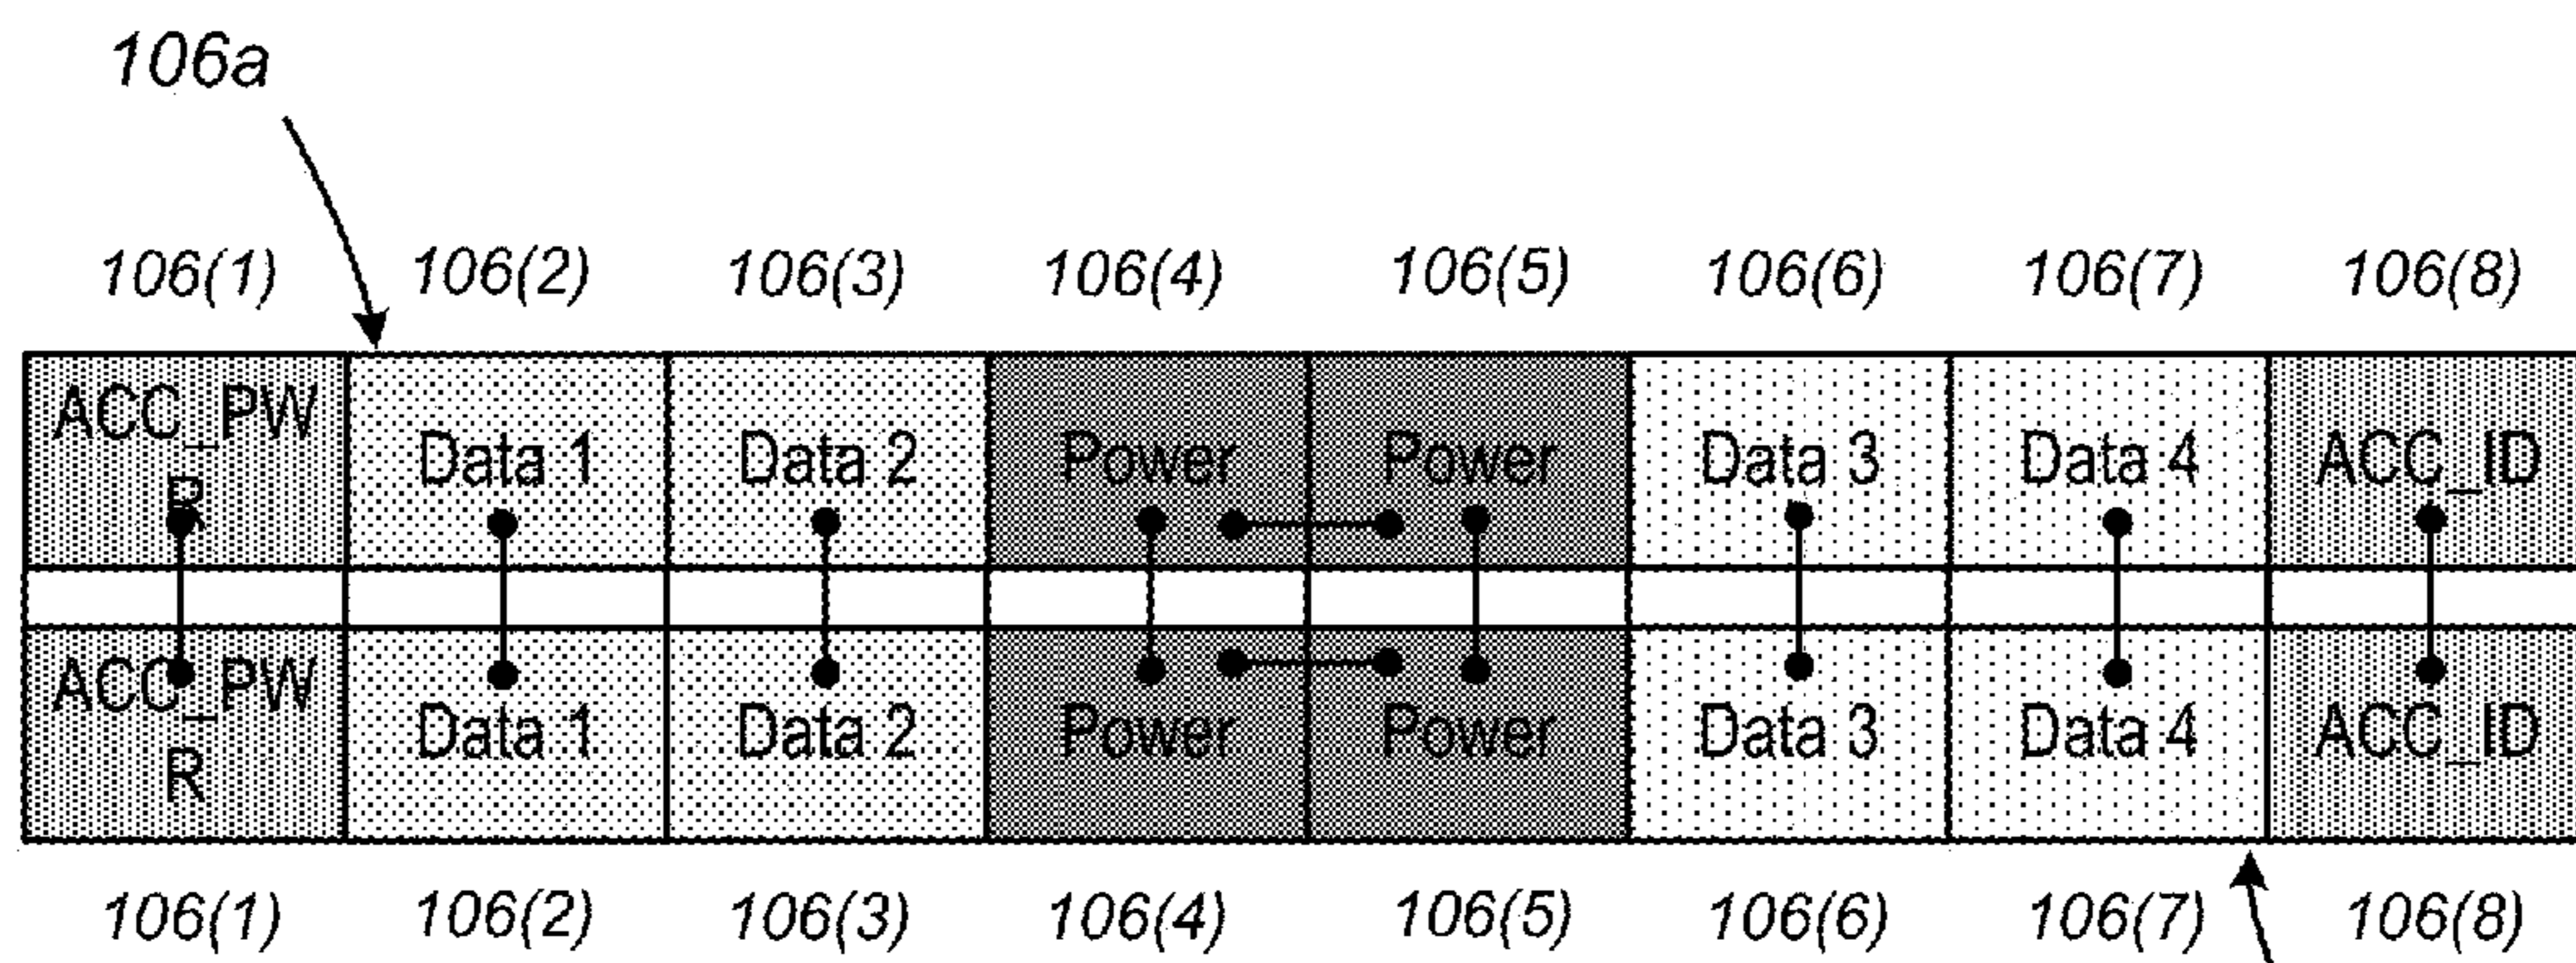 106a
106(1) 106(2) 106(3) 106(4) 106(5) 106(6) 106(7) 106(8)
ACC_PW
R
Data 1 Data 2 Power Power Data 3 Data 4 ACC_ID
ACC_PW
R
Data 1 Data 2 Power Power Data 3 Data 4 ACC_ID
106(1) 106(2) 106(3) 106(4) 106(5) 106(6) 106(7) 106(8)